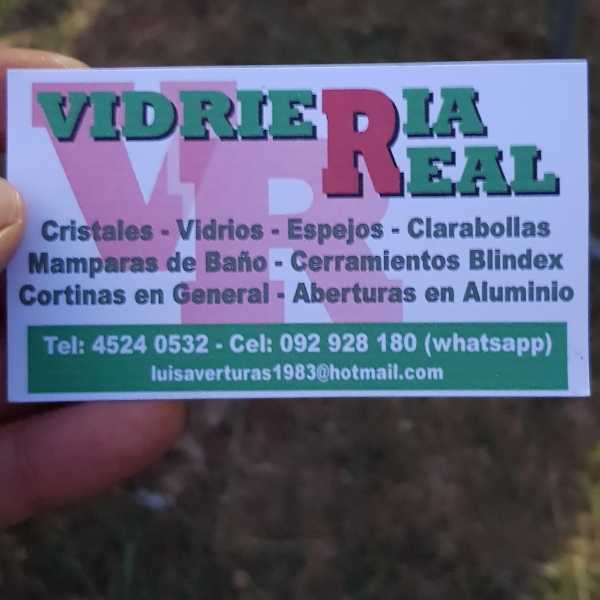 VIDRIERIA
REAL
VR
Cristales - Vidrios - Espejos - Clarabollas
Mamparas de Baño - Cerramientos Blindex
Cortinas en General - Aberturas en Aluminio
Tel: 4524 0532 - Cel: 092 928 180 (whatsapp)
luisaverturas1983@hotmail.com